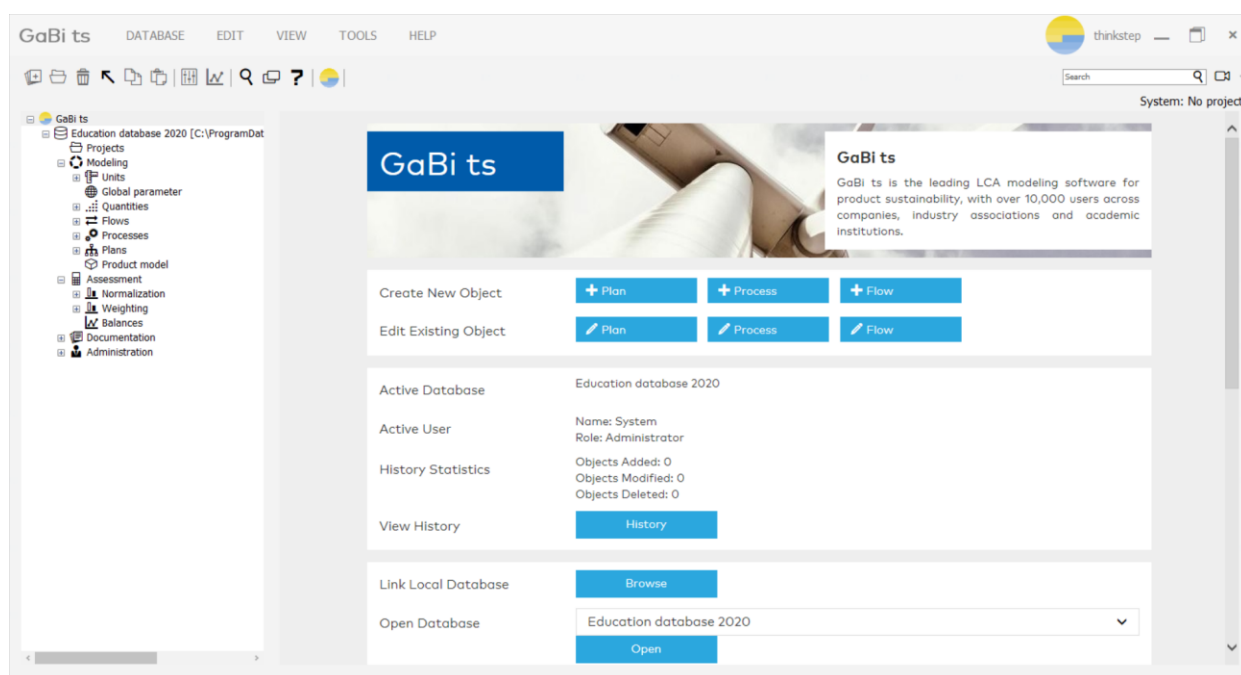 GaBi ts DATABASE EDIT VIEW TOOLS HELP thinkstep
Search
System: No project
GaBi ts
Education database 2020 [C:\ProgramDat
Projects
Modeling
Units
Global parameter
Quantities
Flows
Processes
Plans
Product model
Assessment
Normalization
Weighting
Balances
Documentation
Administration
GaBi ts
GaBi ts
GaBi ts is the leading LCA modeling software for
product sustainability, with over 10,000 users across
companies, industry associations and academic
institutions.
Create New Object Plan Process Flow
Edit Existing Object Plan Process Flow
Active Database Education database 2020
Active User Name: System
Role: Administrator
History Statistics Objects Added: 0
Objects Modified: 0
Objects Deleted: 0
View History History
Link Local Database Browse
Open Database Education database 2020
Open